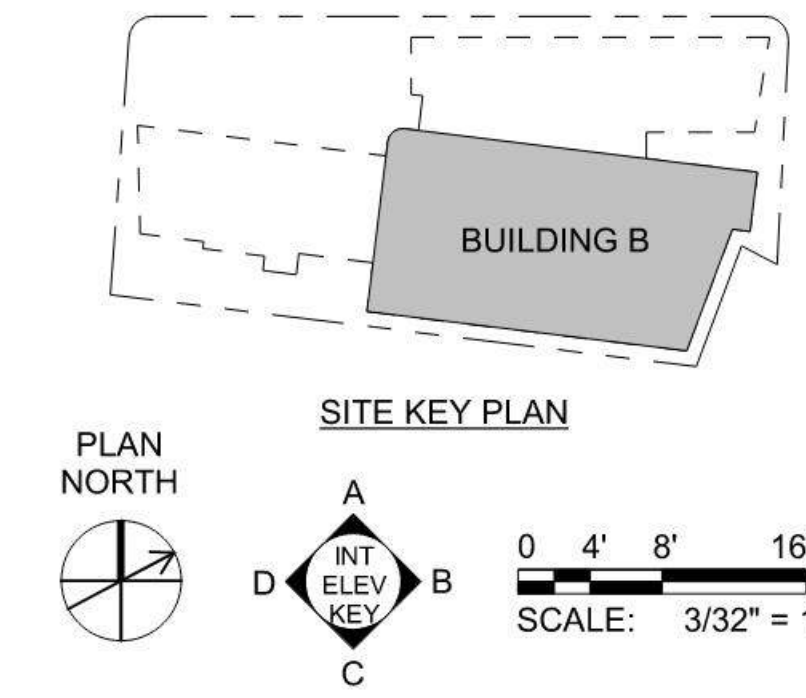 BUILDING B
SITE KEY PLAN
PLAN
NORTH
A
D
INT
ELEV
KEY
B
C
0 4' 8' 16
SCALE: 3/32" =